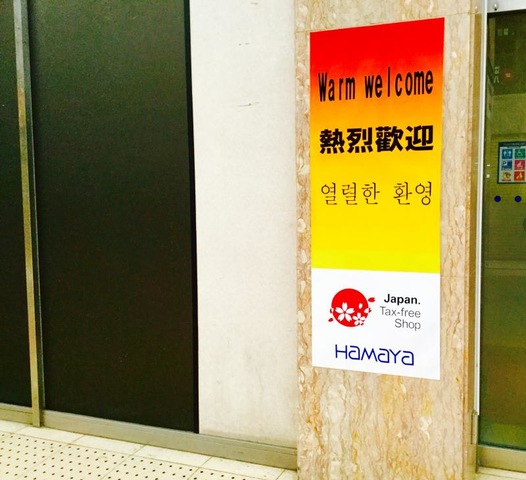 Warm welcome
熱烈歡迎
열렬한 환영
Japan.
Tax-free
Shop
HAMAYA